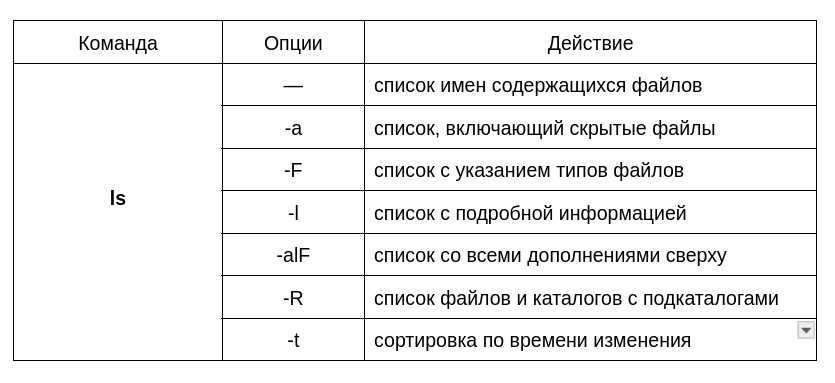 Команда Опции Действие
— список имен содержащихся файлов
-a список, включающий скрытые файлы
-F список с указанием типов файлов
ls
-l список с подробной информацией
-alF список со всеми дополнениями сверху
-R список файлов и каталогов с подкаталогами
-t сортировка по времени изменения